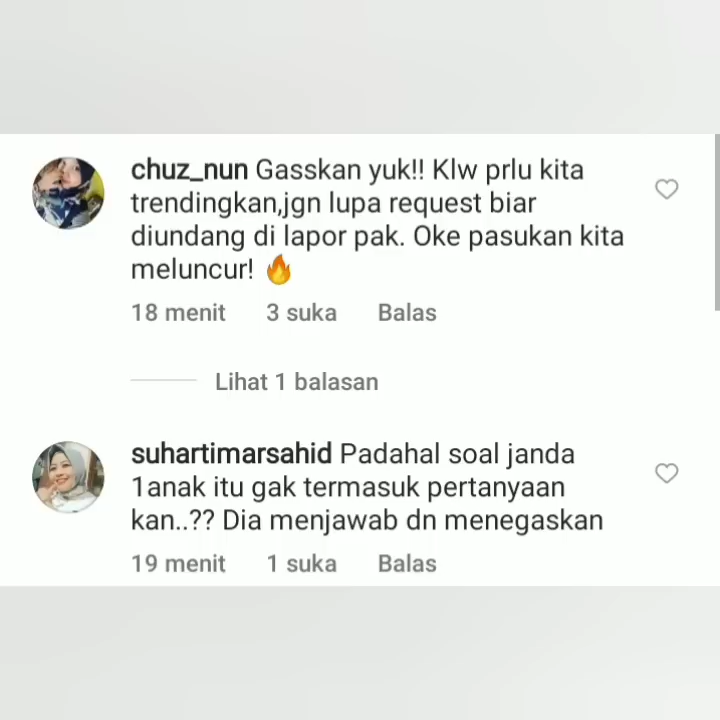 chuz_nun Gasskan yuk!! Klw prlu kita
trendingkan,jgn lupa request biar
diundang di lapor pak. Oke pasukan kita
meluncur! 🔥
18 menit 3 suka Balas
Lihat 1 balasan
suhartimarsahid Padahal soal janda
1anak itu gak termasuk pertanyaan
kan..?? Dia menjawab dn menegaskan
19 menit 1 suka Balas